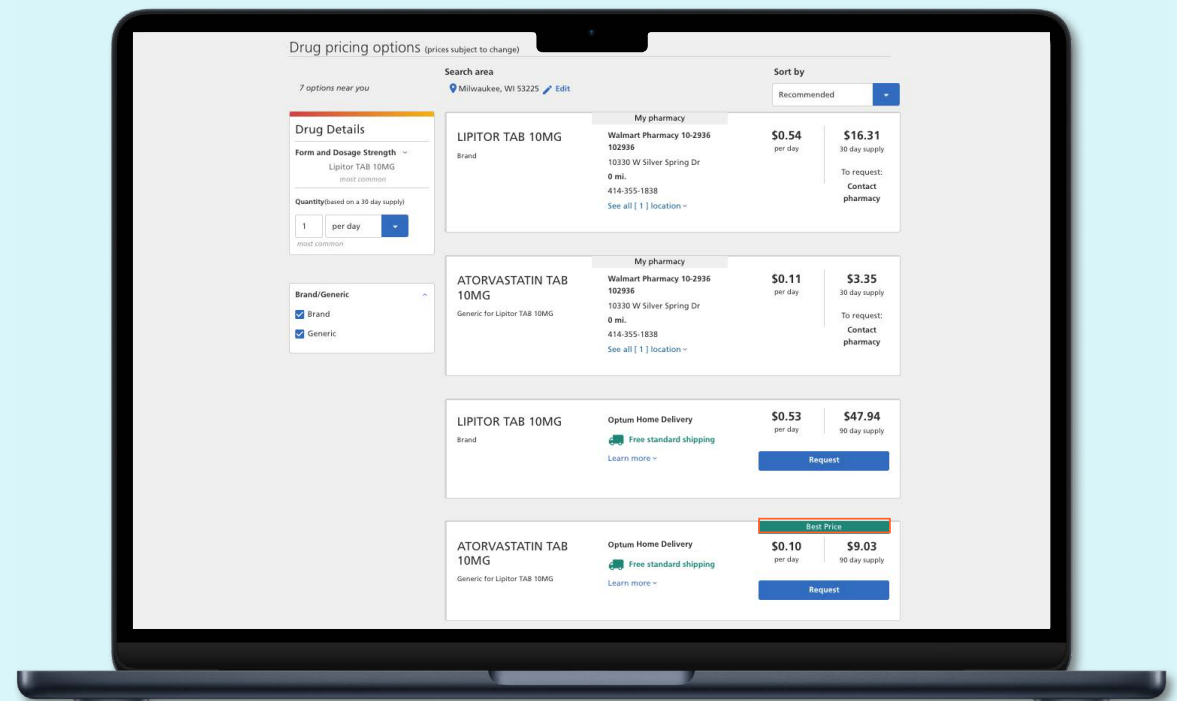 Drug pricing options (prices subject to change)
7 options near you
Search area
Milwaukee, WI 53225 Edit
Sort by
Recommended
Drug Details
Form and Dosage Strength
Lipitor TAB 10MG
most common
Quantity(based on a 30 day supply)
1 per day
most common
Brand/Generic
Brand
Generic
My pharmacy
LIPITOR TAB 10MG
Brand
Walmart Pharmacy 10-2936
102936
10330 W Silver Spring Dr
0 mi.
414-355-1838
See all [ 1 ] location
$0.54
per day
$16.31
30 day supply
To request:
Contact
pharmacy
My pharmacy
ATORVASTATIN TAB
10MG
Generic for Lipitor TAB 10MG
Walmart Pharmacy 10-2936
102936
10330 W Silver Spring Dr
0 mi.
414-355-1838
See all [ 1 ] location
$0.11
per day
$3.35
30 day supply
To request:
Contact
pharmacy
LIPITOR TAB 10MG
Brand
Optum Home Delivery
Free standard shipping
Learn more
$0.53
per day
$47.94
90 day supply
Request
ATORVASTATIN TAB
10MG
Generic for Lipitor TAB 10MG
Optum Home Delivery
Free standard shipping
Learn more
Best Price
$0.10
per day
$9.03
90 day supply
Request